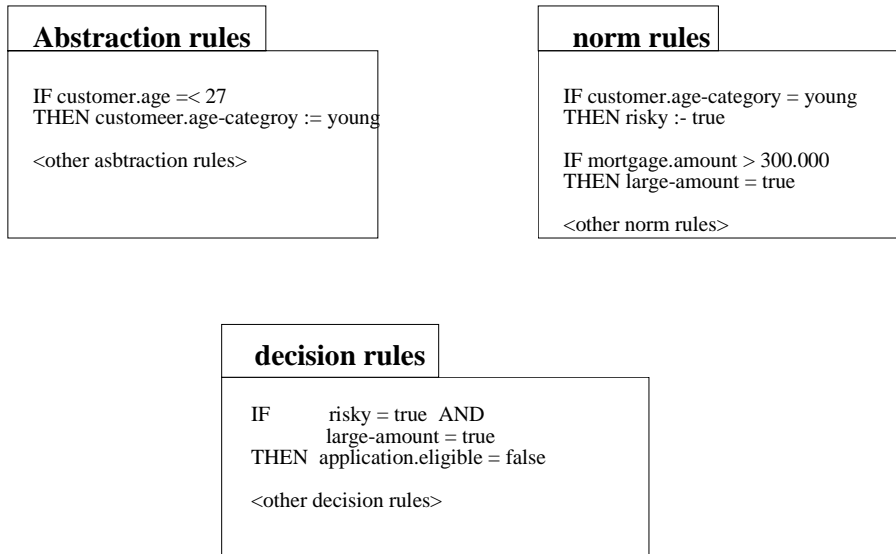 Abstraction rules
IF customer.age =< 27
THEN customeer.age-categroy := young
<other asbtraction rules>
norm rules
IF customer.age-category = young
THEN risky :- true
IF mortgage.amount > 300.000
THEN large-amount = true
<other norm rules>
decision rules
IF risky = true AND
large-amount = true
THEN application.eligible = false
<other decision rules>